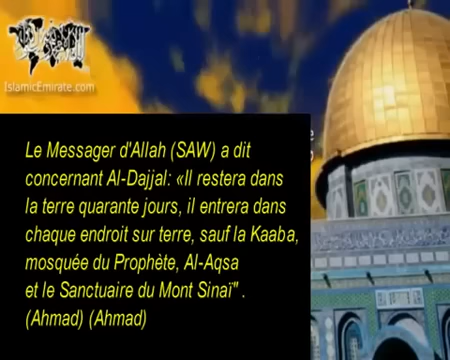 IslamicEmirate.com
e
Le Messager d'Allah (SAW) a dit
concernant Al-Dajjal: «Il restera dans
la terre quarante jours, il entrera dans
chaque endroit sur terre, sauf la Kaaba,
mosquée du Prophète, Al-Aqsa
et le Sanctuaire du Mont Sinaï" .
(Ahmad) (Ahmad)